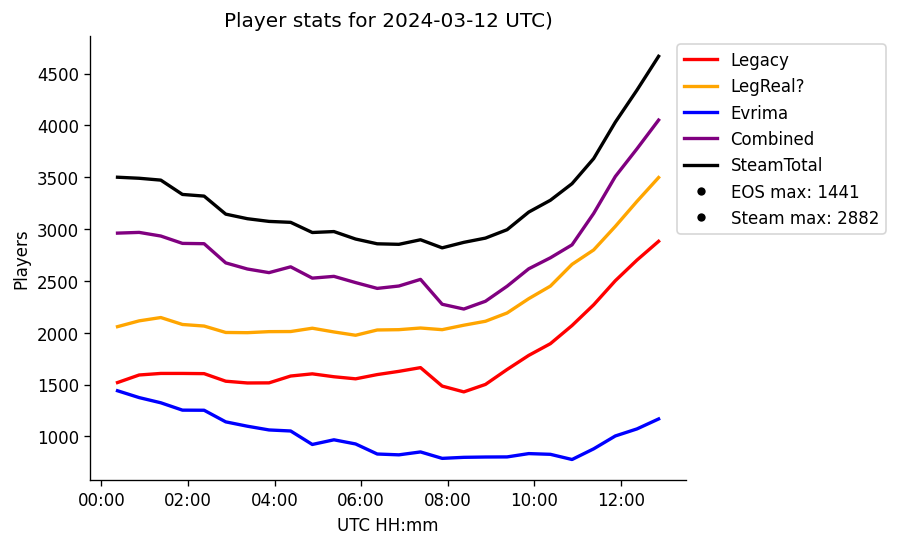 Player stats for 2024-03-12 UTC)
4500
4000
3500
3000
2500
2000
1500
1000
Players
00:00 02:00 04:00 06:00 08:00 10:00 12:00
UTC HH:mm
Legacy
LegReal?
Evrima
Combined
SteamTotal
EOS max: 1441
Steam max: 2882